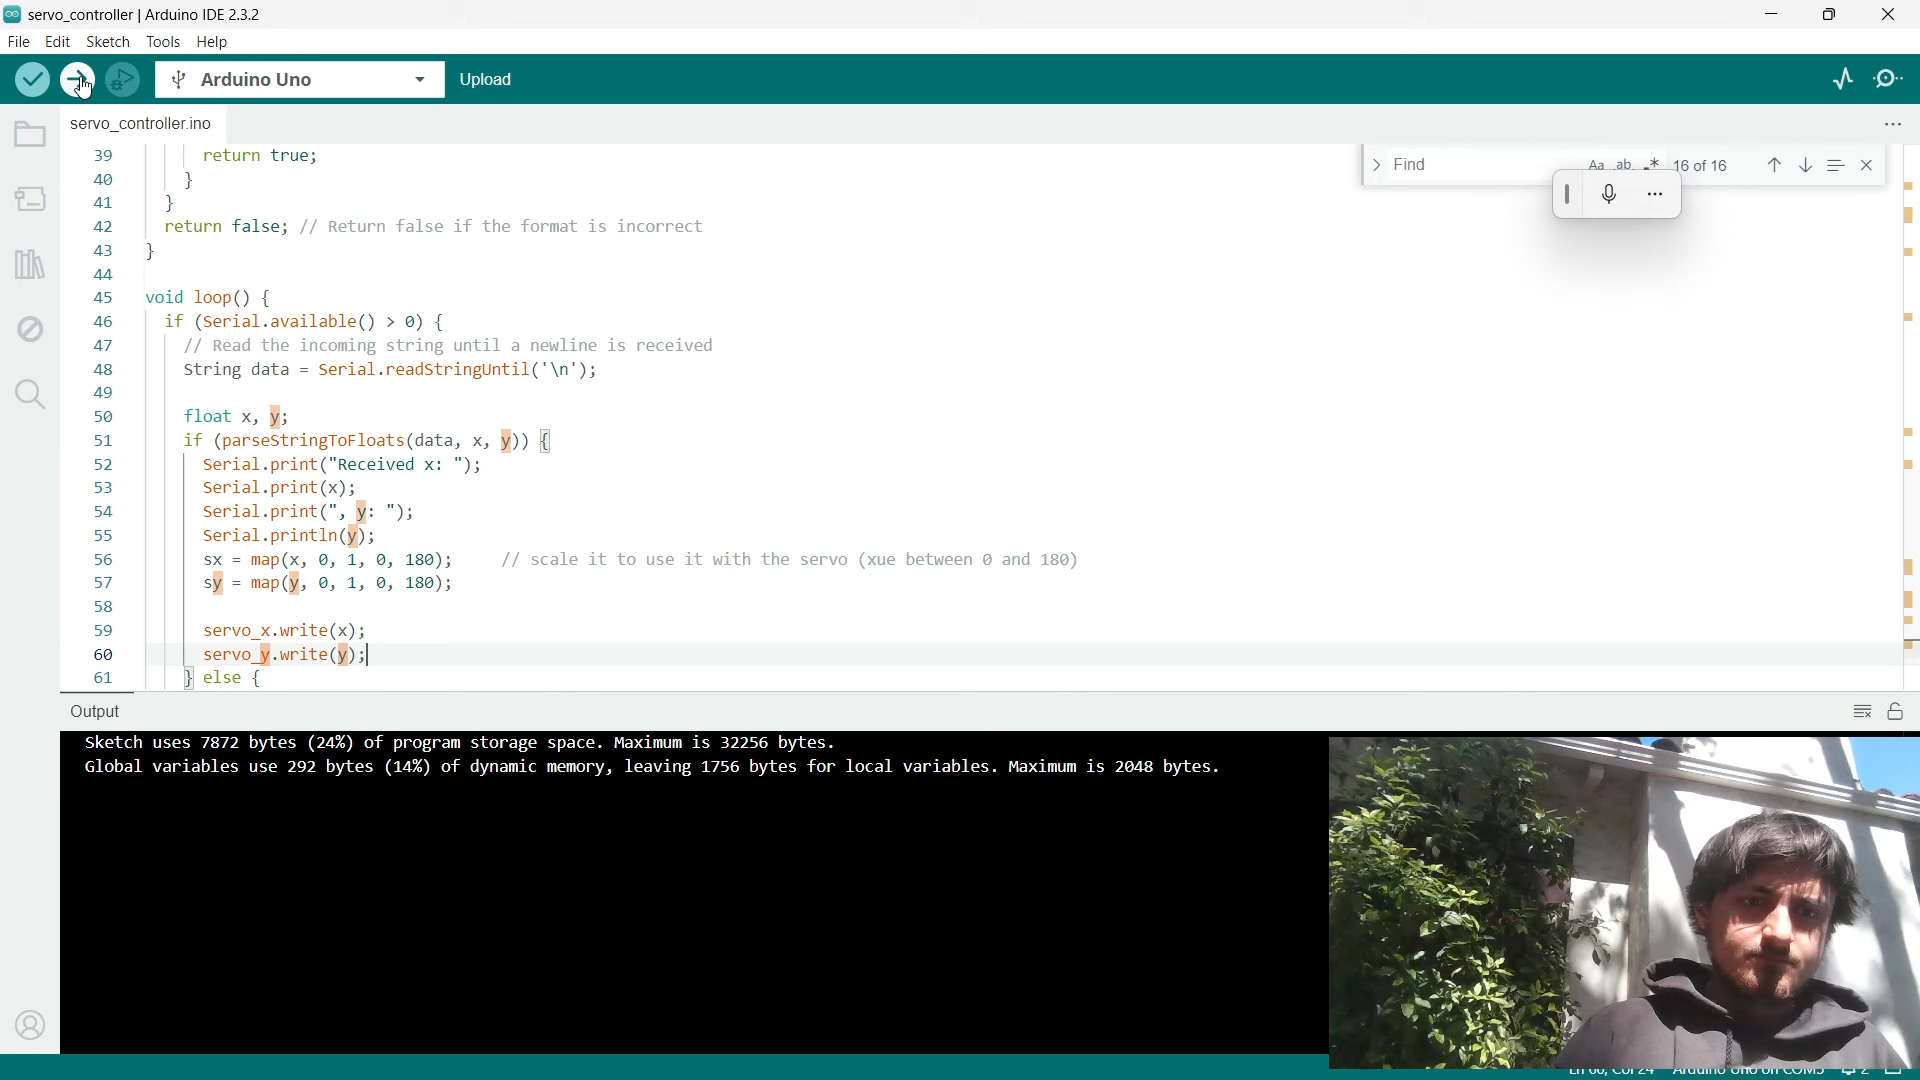 servo_controller | Arduino IDE 2.3.2
File Edit Sketch Tools Help
Arduino Uno
Upload
servo_controller.ino
Find
Aa ab .* 16 of 16
39 return true;
40 }
41 }
42 return false; // Return false if the format is incorrect
43 }
44
45 void loop() {
46 if (Serial.available() > 0) {
47 // Read the incoming string until a newline is received
48 String data = Serial.readStringUntil('\n');
49
50 float x, y;
51 if (parseStringToFloats(data, x, y)) {
52 Serial.print("Received x: ");
53 Serial.print(x);
54 Serial.print(", y: ");
55 Serial.println(y);
56 sx = map(x, 0, 1, 0, 180); // scale it to use it with the servo (xue between 0 and 180)
57 sy = map(y, 0, 1, 0, 180);
58
59 servo_x.write(x);
60 servo_y.write(y);
61 } else {
Output
Sketch uses 7872 bytes (24%) of program storage space. Maximum is 32256 bytes.
Global variables use 292 bytes (14%) of dynamic memory, leaving 1756 bytes for local variables. Maximum is 2048 bytes.